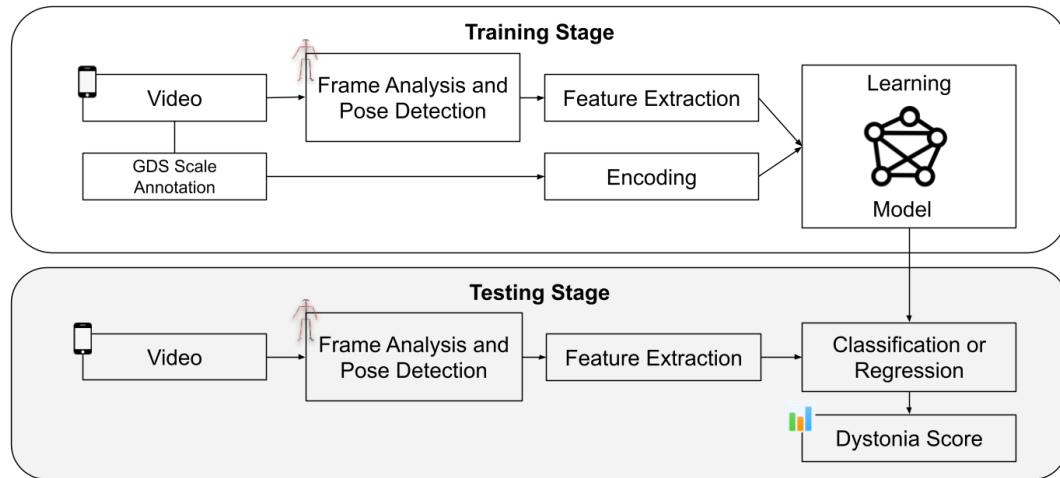 Training Stage
Video
Frame Analysis and
Pose Detection
Feature Extraction
Learning
Model
GDS Scale
Annotation
Encoding
Testing Stage
Video
Frame Analysis and
Pose Detection
Feature Extraction
Classification or
Regression
Dystonia Score